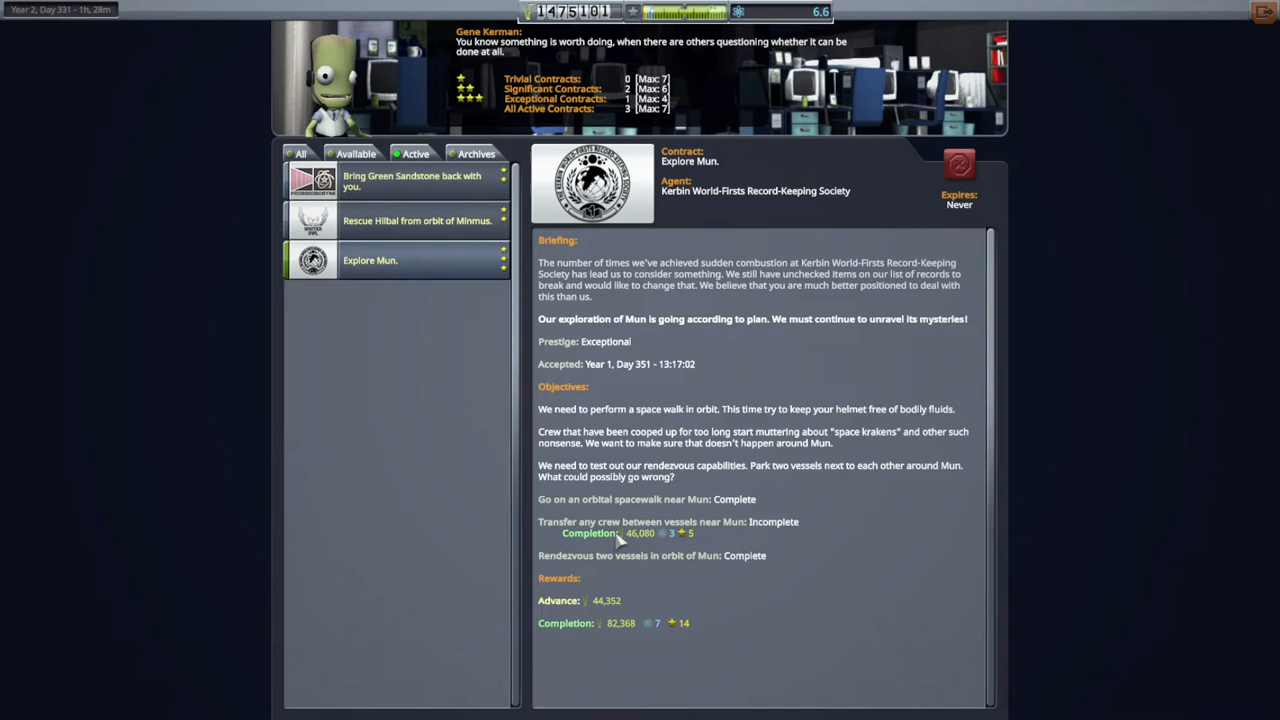 Year 2, Day 331 - 1h, 28m
1475101
6.6
Gene Kerman:
You know something is worth doing, when there are others questioning whether it can be
done at all.
Trivial Contracts: 0 [Max: 7]
Significant Contracts: 2 [Max: 6]
Exceptional Contracts: 1 [Max: 4]
All Active Contracts: 3 [Max: 7]
All Available Active Archives
Bring Green Sandstone back with
you.
Rescue Hilbal from orbit of Minmus.
Explore Mun.
Contract:
Explore Mun.
Agent:
Kerbin World-Firsts Record-Keeping Society
Expires:
Never
Briefing:
The number of times we've achieved sudden combustion at Kerbin World-Firsts Record-Keeping
Society has lead us to consider something. We still have unchecked items on our list of records to
break and would like to change that. We believe that you are much better positioned to deal with
this than us.
Our exploration of Mun is going according to plan. We must continue to unravel its mysteries!
Prestige: Exceptional
Accepted: Year 1, Day 351 - 13:17:02
Objectives:
We need to perform a space walk in orbit. This time try to keep your helmet free of bodily fluids.
Crew that have been cooped up for too long start muttering about "space krakens" and other such
nonsense. We want to make sure that doesn't happen around Mun.
We need to test out our rendezvous capabilities. Park two vessels next to each other around Mun.
What could possibly go wrong?
Go on an orbital spacewalk near Mun: Complete
Transfer any crew between vessels near Mun: Incomplete
Completion: 46,080 3 5
Rendezvous two vessels in orbit of Mun: Complete
Rewards:
Advance: 44,352
Completion: 82,368 7 14